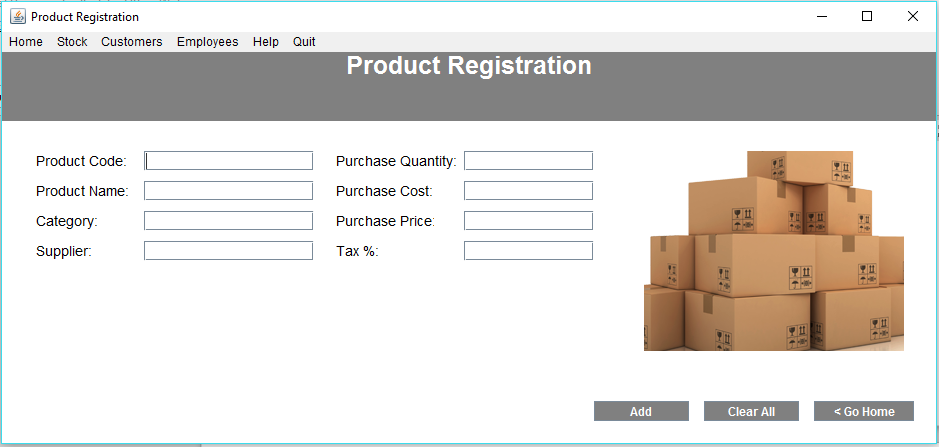 Product Registration
Home Stock Customers Employees Help Quit
Product Registration
Product Code: Purchase Quantity:
Product Name: Purchase Cost:
Category: Purchase Price:
Supplier: Tax %:
Add Clear All < Go Home